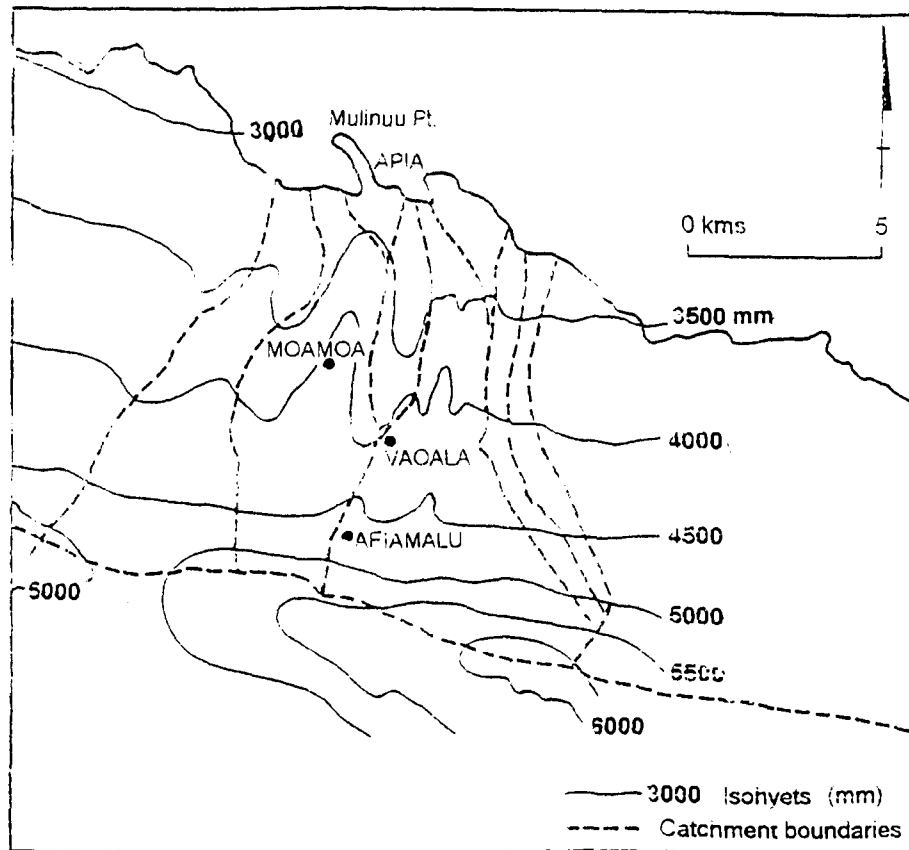 3000
Mulinuu Pt.
APIA
0 kms 5
3500 mm
MOAMOA
4000
VAOALA
4500
AFIAMALU
5000
5000
5500
6000
3000 Isohyets (mm)
Catchment boundaries